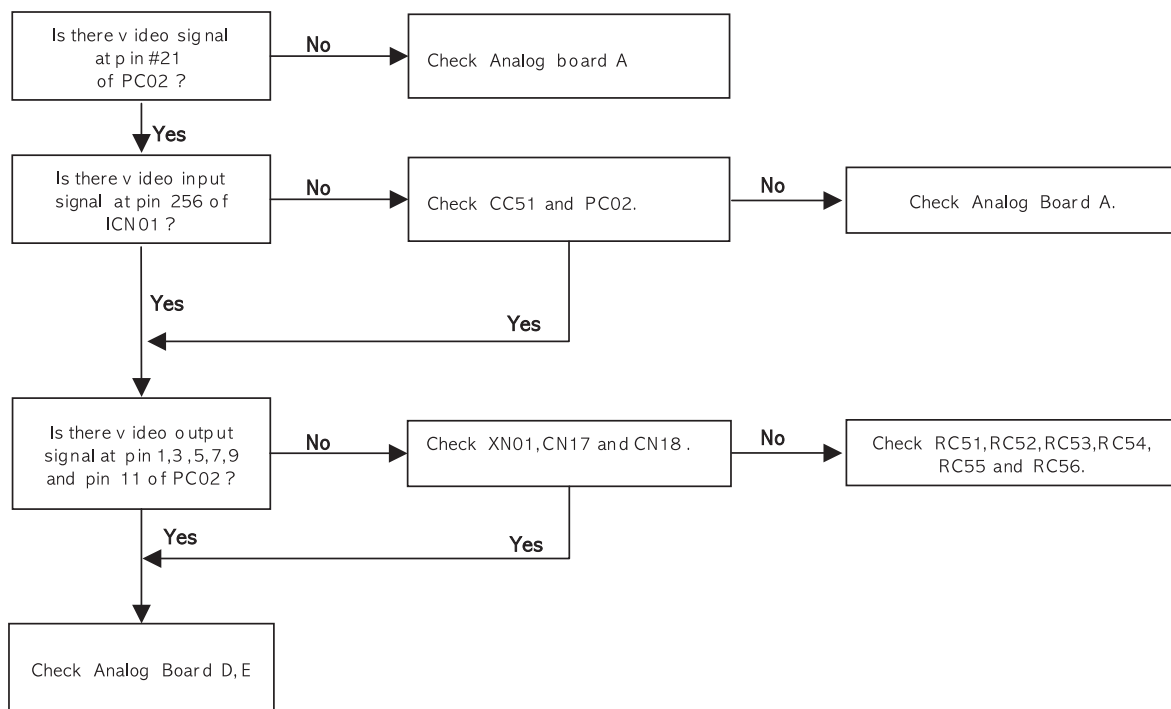 Is there v ideo signal
at pin #21
of PC02 ?
No
Check Analog board A
Yes
Is there v ideo input
signal at pin 256 of
ICN01 ?
No
Check CC51 and PC02.
No
Check Analog Board A.
Yes
Yes
Is there v ideo output
signal at pin 1,3 ,5,7,9
and pin 11 of PC02 ?
No
Check XN01,CN17 and CN18 .
No
Check RC51,RC52,RC53,RC54,
RC55 and RC56.
Yes
Yes
Check Analog Board D,E